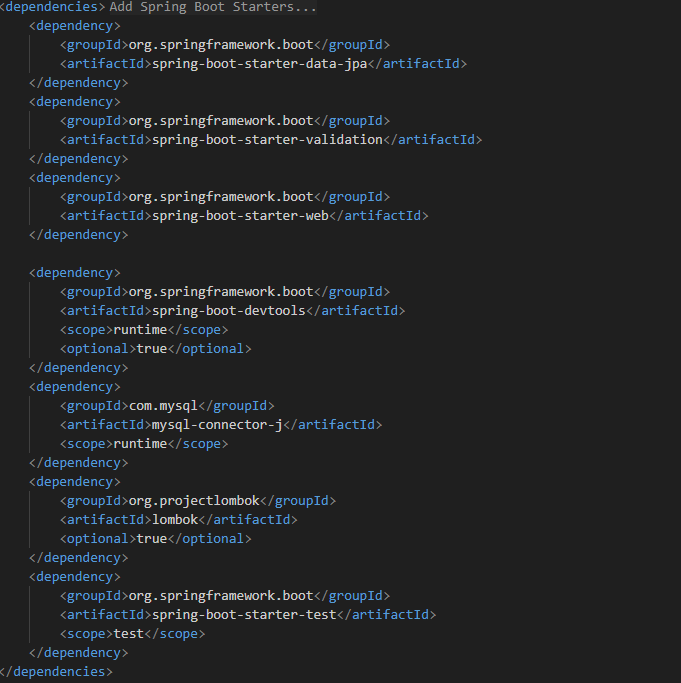 <dependencies> Add Spring Boot Starters...
    <dependency>
        <groupId>org.springframework.boot</groupId>
        <artifactId>spring-boot-starter-data-jpa</artifactId>
    </dependency>
    <dependency>
        <groupId>org.springframework.boot</groupId>
        <artifactId>spring-boot-starter-validation</artifactId>
    </dependency>
    <dependency>
        <groupId>org.springframework.boot</groupId>
        <artifactId>spring-boot-starter-web</artifactId>
    </dependency>

    <dependency>
        <groupId>org.springframework.boot</groupId>
        <artifactId>spring-boot-devtools</artifactId>
        <scope>runtime</scope>
        <optional>true</optional>
    </dependency>
    <dependency>
        <groupId>com.mysql</groupId>
        <artifactId>mysql-connector-j</artifactId>
        <scope>runtime</scope>
    </dependency>
    <dependency>
        <groupId>org.projectlombok</groupId>
        <artifactId>lombok</artifactId>
        <optional>true</optional>
    </dependency>
    <dependency>
        <groupId>org.springframework.boot</groupId>
        <artifactId>spring-boot-starter-test</artifactId>
        <scope>test</scope>
    </dependency>
</dependencies>